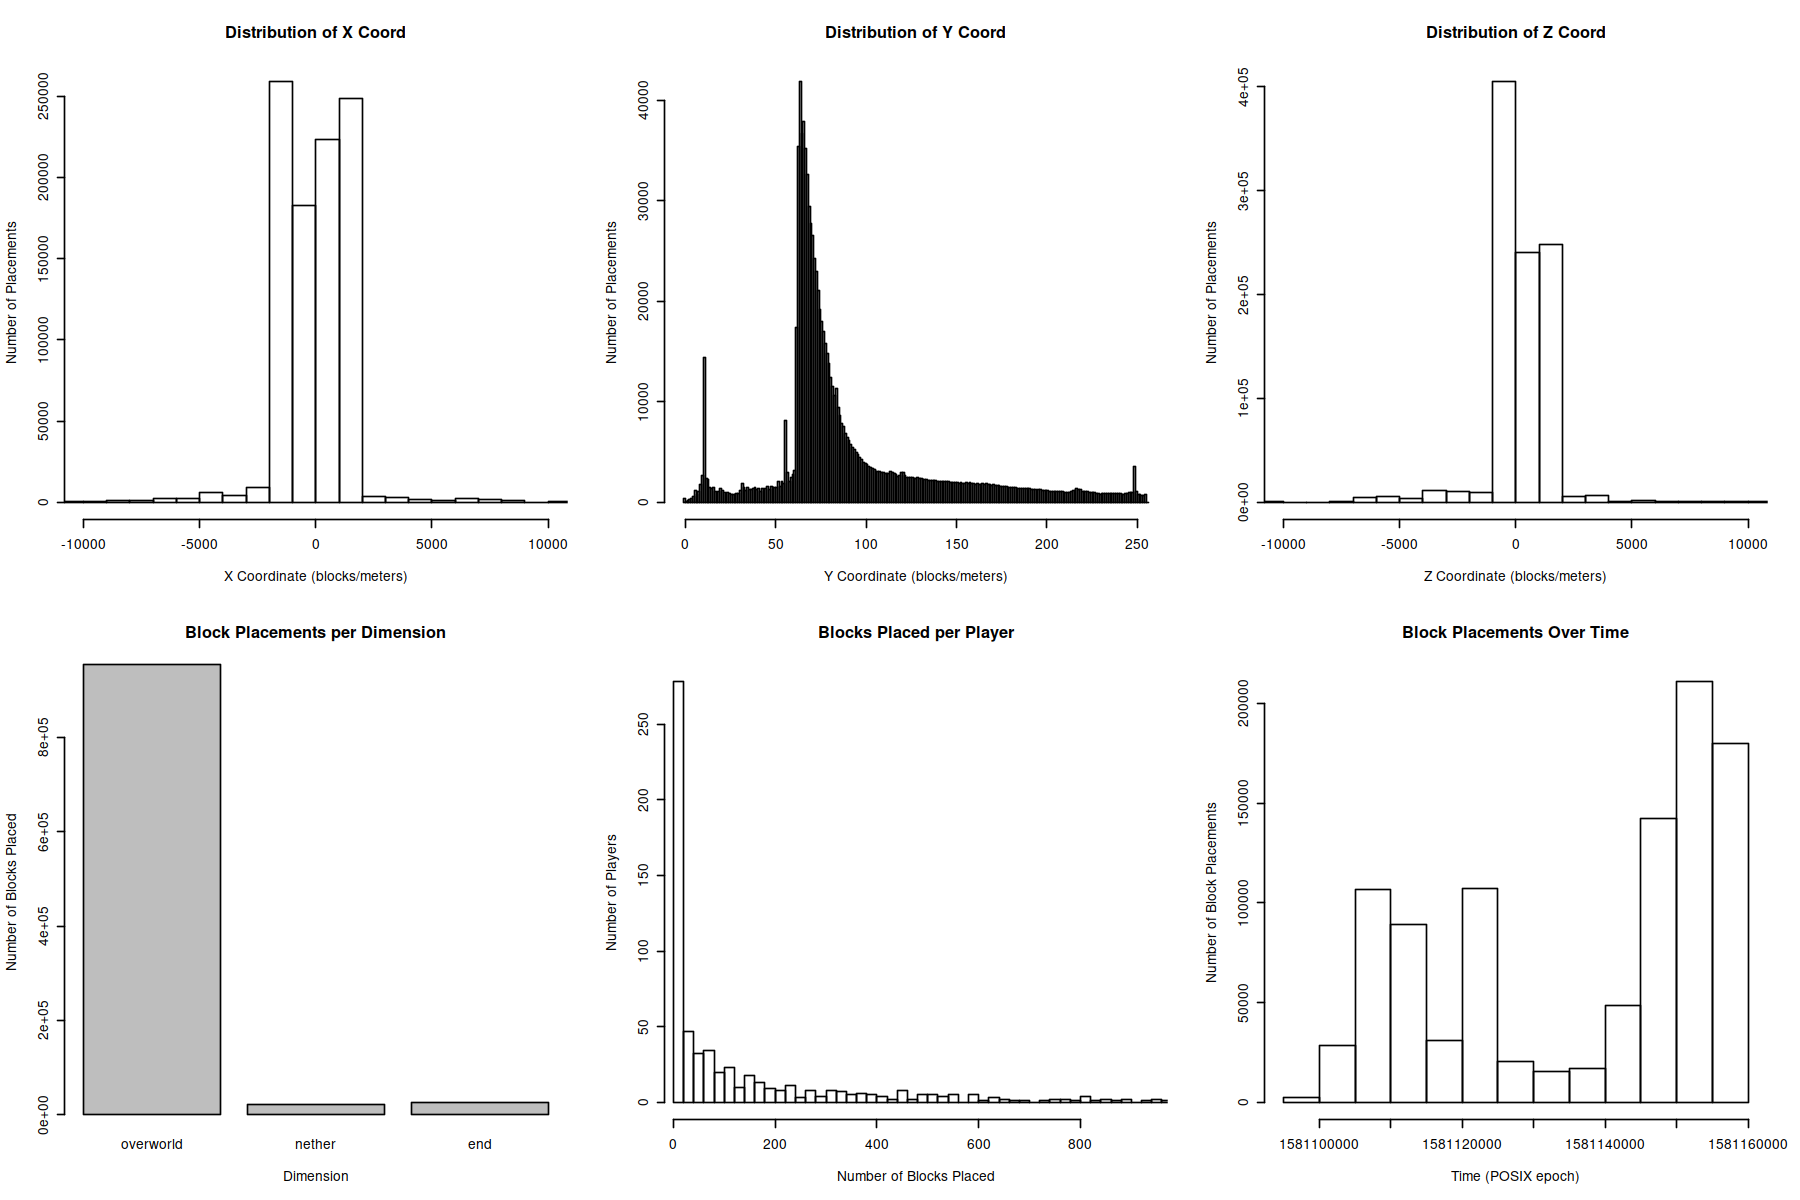 Distribution of X Coord
Number of Placements
0
50000
100000
150000
200000
250000
-10000
-5000
0
5000
10000
X Coordinate (blocks/meters)
Distribution of Y Coord
Number of Placements
0
10000
20000
30000
40000
0
50
100
150
200
250
Y Coordinate (blocks/meters)
Distribution of Z Coord
Number of Placements
0e+00
1e+05
2e+05
3e+05
4e+05
-10000
-5000
0
5000
10000
Z Coordinate (blocks/meters)
Block Placements per Dimension
Number of Blocks Placed
0e+00
2e+05
4e+05
6e+05
8e+05
overworld
nether
end
Dimension
Blocks Placed per Player
Number of Players
0
50
100
150
200
250
0
200
400
600
800
Number of Blocks Placed
Block Placements Over Time
Number of Block Placements
0
50000
100000
150000
200000
1581100000
1581120000
1581140000
1581160000
Time (POSIX epoch)